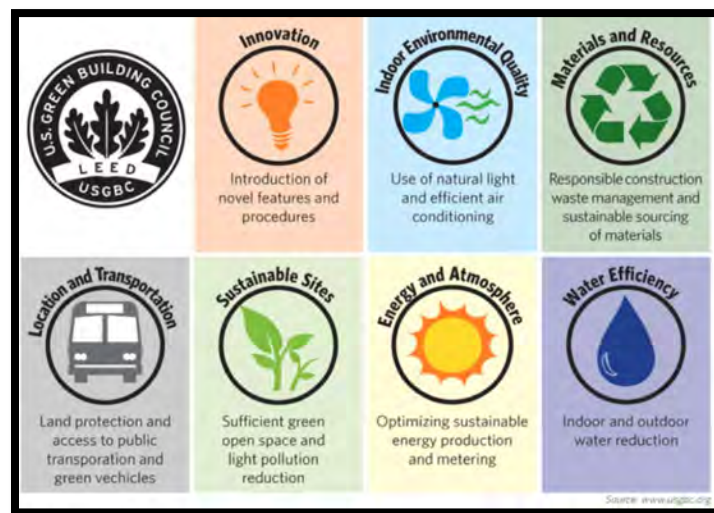 U.S. GREEN BUILDING COUNCIL
LEED
USGBC
Innovation
Introduction of
novel features and
procedures
Indoor Environmental Quality
Use of natural light
and efficient air
conditioning
Materials and Resources
Responsible construction
waste management and
sustainable sourcing
of materials
Location and Transportation
Land protection and
access to public
transporation and
green vechicles
Sustainable Sites
Sufficient green
open space and
light pollution
reduction
Energy and Atmosphere
Optimizing sustainable
energy production
and metering
Water Efficiency
Indoor and outdoor
water reduction
Source: www.usgbc.org